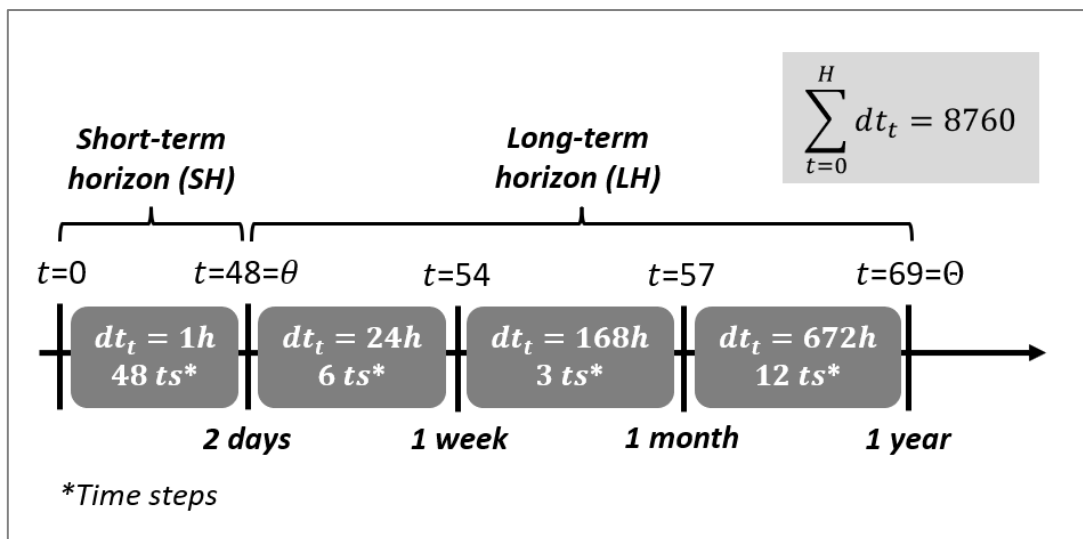 H
∑ dt_t = 8760
t=0
Short-term
horizon (SH)
Long-term
horizon (LH)
t=0
t=48=θ
t=54
t=57
t=69=Θ
dt_t = 1h
48 ts*
dt_t = 24h
6 ts*
dt_t = 168h
3 ts*
dt_t = 672h
12 ts*
2 days
1 week
1 month
1 year
*Time steps